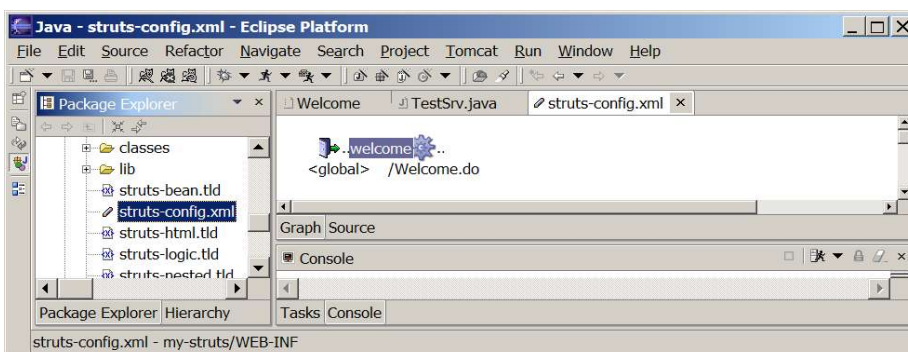 Java - struts-config.xml - Eclipse Platform
File Edit Source Refactor Navigate Search Project Tomcat Run Window Help
Package Explorer
Welcome TestSrv.java struts-config.xml
classes
lib
struts-bean.tld
struts-config.xml
struts-html.tld
struts-logic.tld
struts-nested.tld
..welcome ..
<global> /Welcome.do
Graph Source
Console
Package Explorer Hierarchy
Tasks Console
struts-config.xml - my-struts/WEB-INF